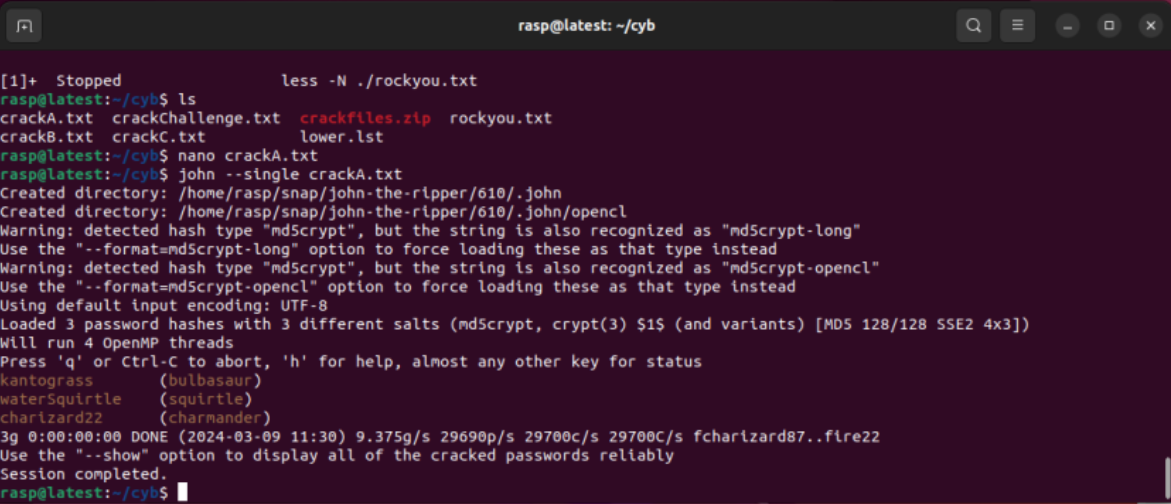 rasp@latest: ~/cyb
[1]+  Stopped                 less -N ./rockyou.txt
rasp@latest:~/cyb$ ls
crackA.txt  crackChallenge.txt  crackfiles.zip  rockyou.txt
crackB.txt  crackC.txt          lower.lst
rasp@latest:~/cyb$ nano crackA.txt
rasp@latest:~/cyb$ john --single crackA.txt
Created directory: /home/rasp/snap/john-the-ripper/610/.john
Created directory: /home/rasp/snap/john-the-ripper/610/.john/opencl
Warning: detected hash type "md5crypt", but the string is also recognized as "md5crypt-long"
Use the "--format=md5crypt-long" option to force loading these as that type instead
Warning: detected hash type "md5crypt", but the string is also recognized as "md5crypt-opencl"
Use the "--format=md5crypt-opencl" option to force loading these as that type instead
Using default input encoding: UTF-8
Loaded 3 password hashes with 3 different salts (md5crypt, crypt(3) $1$ (and variants) [MD5 128/128 SSE2 4x3])
Will run 4 OpenMP threads
Press 'q' or Ctrl-C to abort, 'h' for help, almost any other key for status
kantograss       (bulbasaur)
waterSquirtle    (squirtle)
charizard22      (charmander)
3g 0:00:00:00 DONE (2024-03-09 11:30) 9.375g/s 29690p/s 29700c/s 29700C/s fcharizard87..fire22
Use the "--show" option to display all of the cracked passwords reliably
Session completed.
rasp@latest:~/cyb$